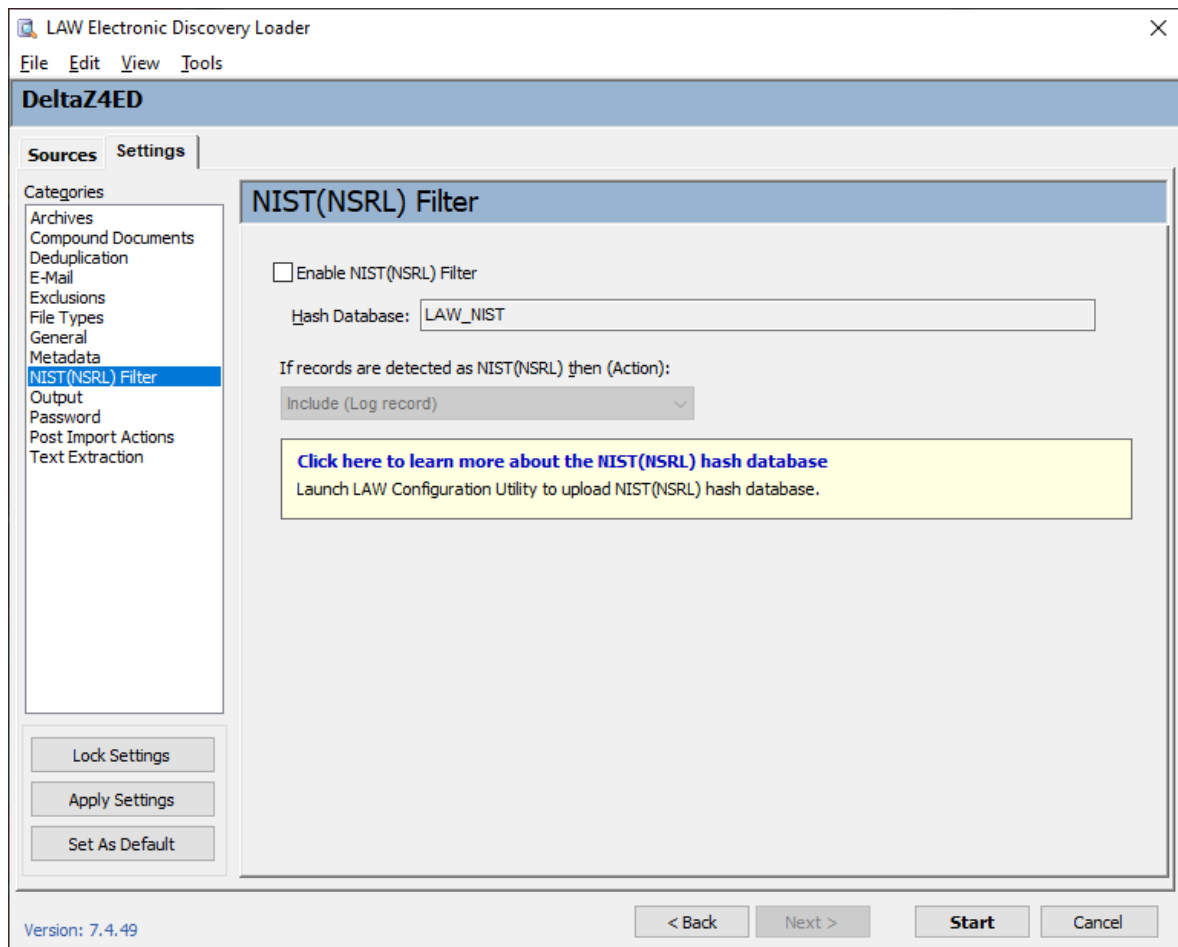 LAW Electronic Discovery Loader
File Edit View Tools
DeltaZ4ED
Sources Settings
Categories
Archives
Compound Documents
Deduplication
E-Mail
Exclusions
File Types
General
Metadata
NIST(NSRL) Filter
Output
Password
Post Import Actions
Text Extraction
Lock Settings
Apply Settings
Set As Default
NIST(NSRL) Filter
Enable NIST(NSRL) Filter
Hash Database: LAW_NIST
If records are detected as NIST(NSRL) then (Action):
Include (Log record)
Click here to learn more about the NIST(NSRL) hash database
Launch LAW Configuration Utility to upload NIST(NSRL) hash database.
Version: 7.4.49
< Back Next > Start Cancel